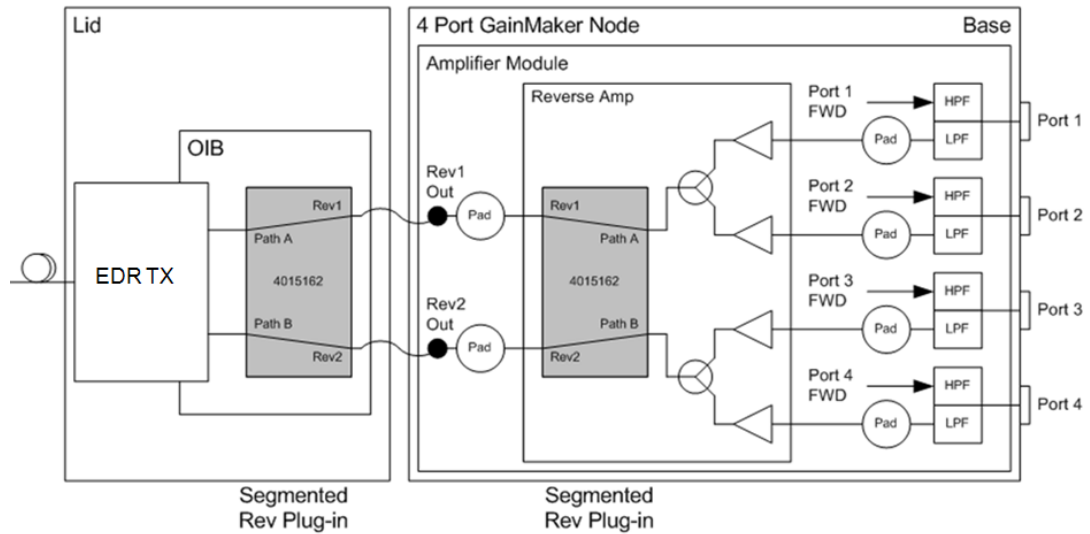 Lid
4 Port GainMaker Node
Base
Amplifier Module
Reverse Amp
OIB
EDR TX
Rev1
Path A
4015162
Path B
Rev2
Rev1
Out
Pad
Rev2
Out
Pad
Rev1
Path A
4015162
Path B
Rev2
Port 1
FWD
HPF
Pad
LPF
Port 1
Port 2
FWD
HPF
Pad
LPF
Port 2
Port 3
FWD
HPF
Pad
LPF
Port 3
Port 4
FWD
HPF
Pad
LPF
Port 4
Segmented
Rev Plug-in
Segmented
Rev Plug-in